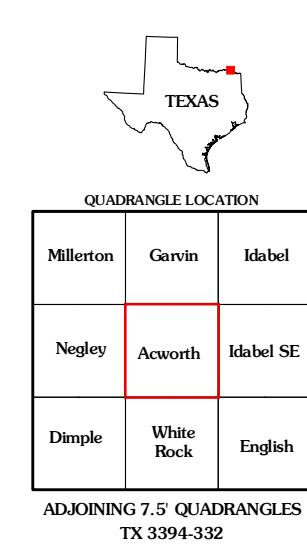 TEXAS
QUADRANGLE LOCATION
Millerton Garvin Idabel
Negley Acworth Idabel SE
Dimple White Rock English
ADJOINING 7.5' QUADRANGLES
TX 3394-332